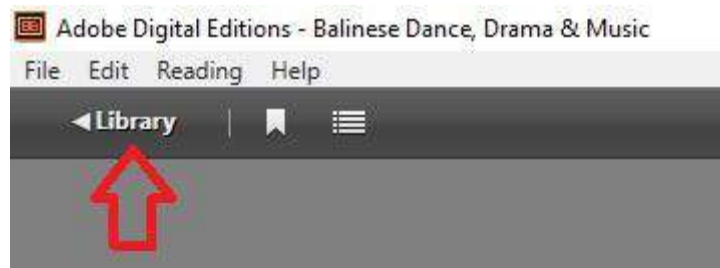 Adobe Digital Editions - Balinese Dance, Drama & Music
File Edit Reading Help
◄Library